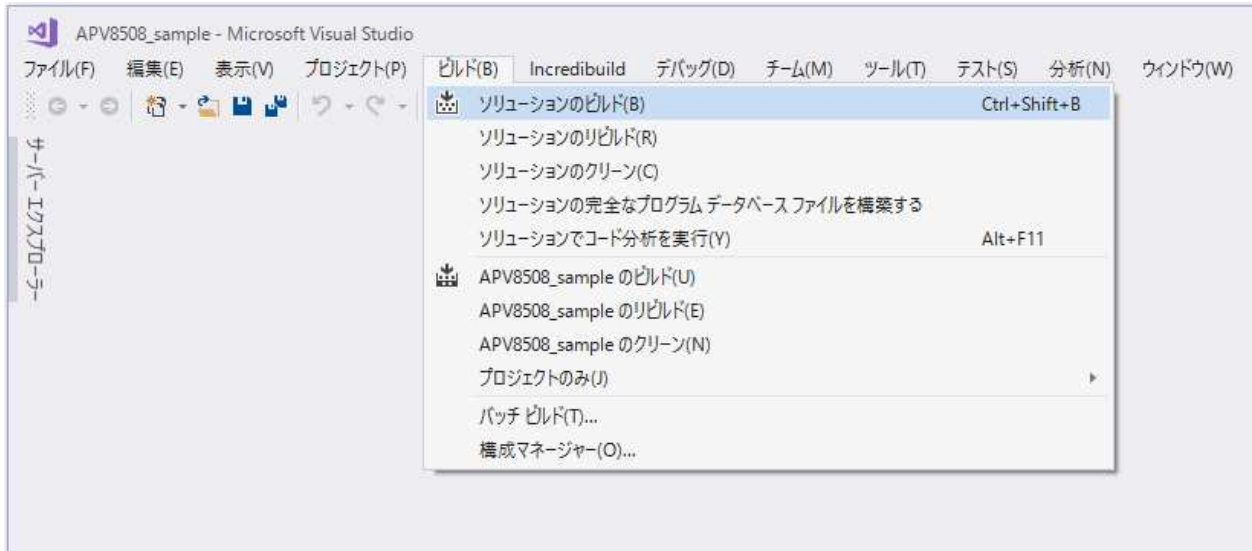 APV8508_sample - Microsoft Visual Studio
ファイル(F) 編集(E) 表示(V) プロジェクト(P) ビルド(B) Incredibuild デバッグ(D) チーム(M) ツール(T) テスト(S) 分析(N) ウィンドウ(W)
サーバー エクスプローラー
ソリューションのビルド(B) Ctrl+Shift+B
ソリューションのリビルド(R)
ソリューションのクリーン(C)
ソリューションの完全なプログラム データベース ファイルを構築する
ソリューションでコード分析を実行(Y) Alt+F11
APV8508_sample のビルド(U)
APV8508_sample のリビルド(E)
APV8508_sample のクリーン(N)
プロジェクトのみ(J)
バッチ ビルド(T)...
構成マネージャー(O)...